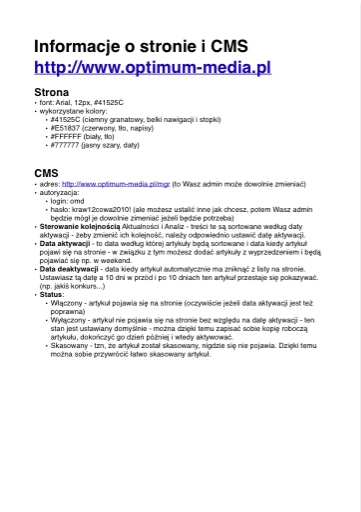 Informacje o stronie i CMS
http://www.optimum-media.pl
Strona
• font: Arial, 12px, #41525C
• wykorzystane kolory:
• #41525C (ciemny granatowy, belki nawigacji i stopki)
• #E51837 (czerwony, tło, napisy)
• #FFFFFF (biały, tło)
• #777777 (jasny szary, daty)
CMS
• adres: http://www.optimum-media.pl/mgr (to Wasz admin może dowolnie zmieniać)
• autoryzacja:
• login: omd
• hasło: kraw12cowa2010! (ale możesz ustalić inne jak chcesz, potem Wasz admin
będzie mógł je dowolnie zimeniać jeżeli będzie potrzeba)
• Sterowanie kolejnością Aktualności i Analiz - treści te są sortowane według daty
aktywacji - żeby zmienić ich kolejność, należy odpowiednio ustawić datę aktywacji.
• Data aktywacji - to data według której artykuły będą sortowane i data kiedy artykuł
pojawi się na stronie - w związku z tym możesz dodać artykuły z wyprzedzeniem i będą
pojawiać się np. w weekend.
• Data deaktywacji - data kiedy artykuł automatycznie ma zniknąć z listy na stronie.
Ustawiasz tą datę a 10 dni w przód i po 10 dniach ten artykuł przestaje się pokazywać.
(np. jakiś konkurs...)
• Status:
• Włączony - artykuł pojawia się na stronie (oczywiście jeżeli data aktywacji jest też
poprawna)
• Wyłączony - artykuł nie pojawia się na stronie bez względu na datę aktywacji - ten
stan jest ustawiany domyślnie - można dzięki temu zapisać sobie kopię roboczą
artykułu, dokończyć go dzień później i wtedy aktywować.
• Skasowany - tzn, że artykuł został skasowany, nigdzie się nie pojawia. Dzięki temu
można sobie przywrócić łatwo skasowany artykuł.